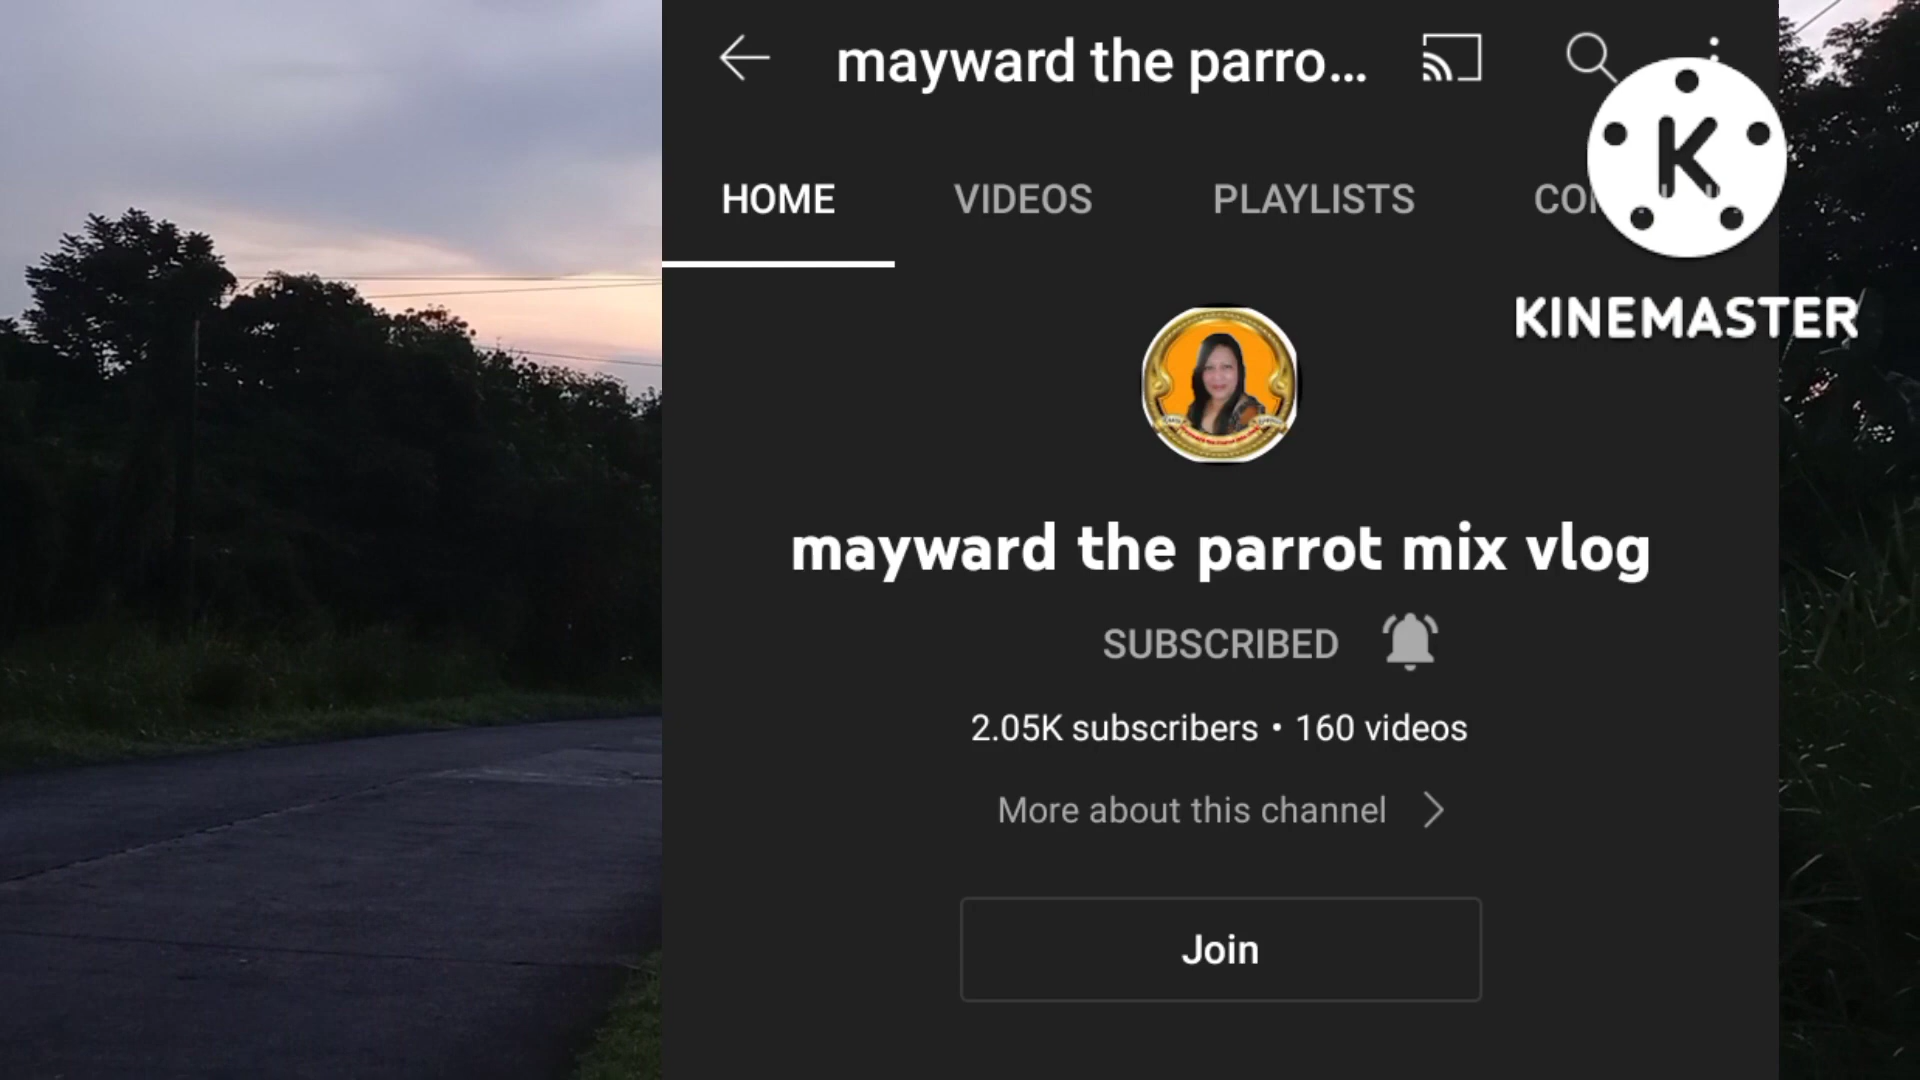 mayward the parro...
HOME VIDEOS PLAYLISTS
K
KINEMASTER
mayward the parrot mix vlog
SUBSCRIBED
2.05K subscribers • 160 videos
More about this channel
Join